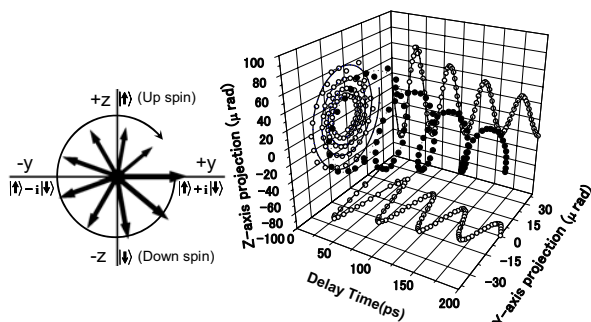 +z |⬆⟩ (Up spin)
-y
+y
|⬆⟩-i|⬇⟩
|⬆⟩+i|⬇⟩
-z |⬇⟩ (Down spin)
Z-axis projection (μ rad)
100
80
60
40
20
0
-20
-40
-60
-80
-100
0
50
100
150
200
Delay Time(ps)
30
15
0
-15
-30
Y-axis projection (μ rad)